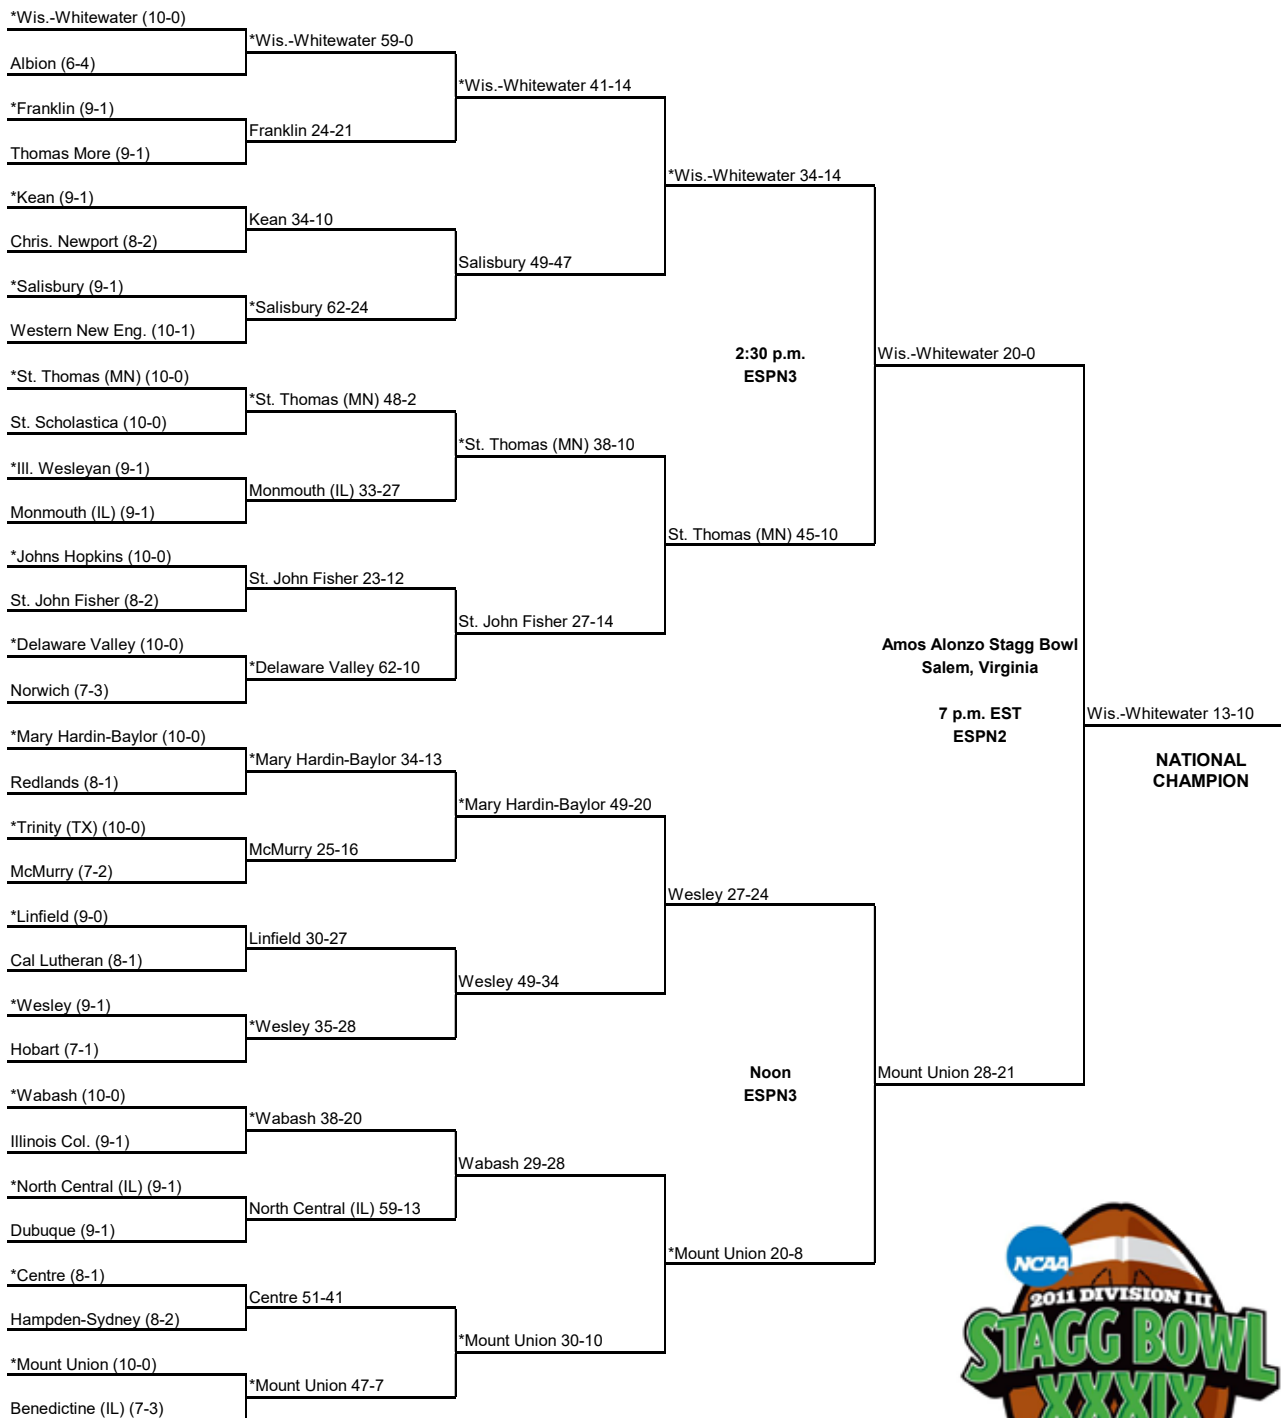 *Wis.-Whitewater (10-0)
Albion (6-4)
*Franklin (9-1)
Thomas More (9-1)
*Kean (9-1)
Chris. Newport (8-2)
*Salisbury (9-1)
Western New Eng. (10-1)
*St. Thomas (MN) (10-0)
St. Scholastica (10-0)
*Ill. Wesleyan (9-1)
Monmouth (IL) (9-1)
*Johns Hopkins (10-0)
St. John Fisher (8-2)
*Delaware Valley (10-0)
Norwich (7-3)
*Mary Hardin-Baylor (10-0)
Redlands (8-1)
*Trinity (TX) (10-0)
McMurry (7-2)
*Linfield (9-0)
Cal Lutheran (8-1)
*Wesley (9-1)
Hobart (7-1)
*Wabash (10-0)
Illinois Col. (9-1)
*North Central (IL) (9-1)
Dubuque (9-1)
*Centre (8-1)
Hampden-Sydney (8-2)
*Mount Union (10-0)
Benedictine (IL) (7-3)
*Wis.-Whitewater 59-0
Franklin 24-21
Kean 34-10
*Salisbury 62-24
*St. Thomas (MN) 48-2
Monmouth (IL) 33-27
St. John Fisher 23-12
*Delaware Valley 62-10
*Mary Hardin-Baylor 34-13
McMurry 25-16
Linfield 30-27
*Wesley 35-28
*Wabash 38-20
North Central (IL) 59-13
Centre 51-41
*Mount Union 47-7
*Wis.-Whitewater 41-14
Salisbury 49-47
*St. Thomas (MN) 38-10
St. John Fisher 27-14
*Mary Hardin-Baylor 49-20
Wesley 49-34
Wabash 29-28
*Mount Union 30-10
*Wis.-Whitewater 34-14
St. Thomas (MN) 45-10
Wesley 27-24
*Mount Union 20-8
2:30 p.m.
ESPN3
Noon
ESPN3
Wis.-Whitewater 20-0
Mount Union 28-21
Amos Alonzo Stagg Bowl
Salem, Virginia
7 p.m. EST
ESPN2
Wis.-Whitewater 13-10
NATIONAL
CHAMPION
NCAA
2011 DIVISION III
STAGG BOWL
XXXIX